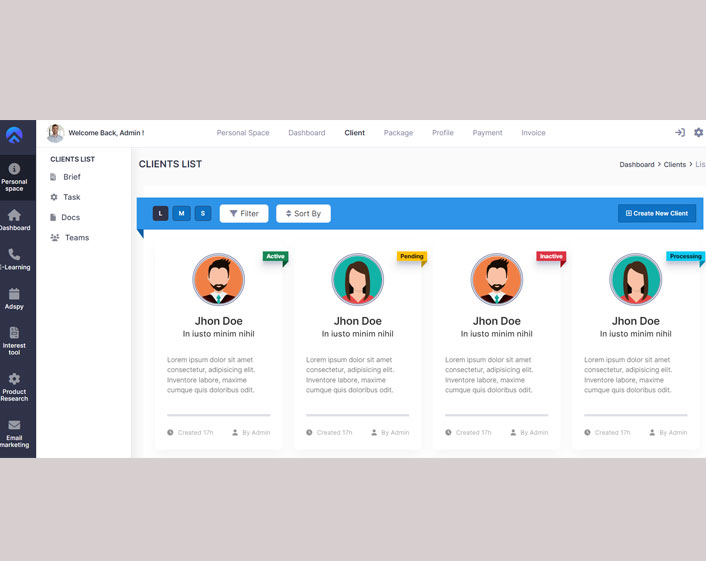 Welcome Back, Admin !
Personal Space
Dashboard
Client
Package
Profile
Payment
Invoice
Personal
space
Dashboard
E-Learning
Adspy
Interest
tool
Product
Research
Email
marketing
CLIENTS LIST
Brief
Task
Docs
Teams
CLIENTS LIST
Dashboard > Clients > Lis
L
M
S
Filter
Sort By
Create New Client
Active
Jhon Doe
In iusto minim nihil
Lorem ipsum dolor sit amet
consectetur, adipisicing elit.
Inventore labore, maxime
cumque quis doloribus odit.
Created 17h
By Admin
Pending
Jhon Doe
In iusto minim nihil
Lorem ipsum dolor sit amet
consectetur, adipisicing elit.
Inventore labore, maxime
cumque quis doloribus odit.
Created 17h
By Admin
Inactive
Jhon Doe
In iusto minim nihil
Lorem ipsum dolor sit amet
consectetur, adipisicing elit.
Inventore labore, maxime
cumque quis doloribus odit.
Created 17h
By Admin
Processing
Jhon Doe
In iusto minim nihil
Lorem ipsum dolor sit amet
consectetur, adipisicing elit.
Inventore labore, maxime
cumque quis doloribus odit.
Created 17h
By Admin